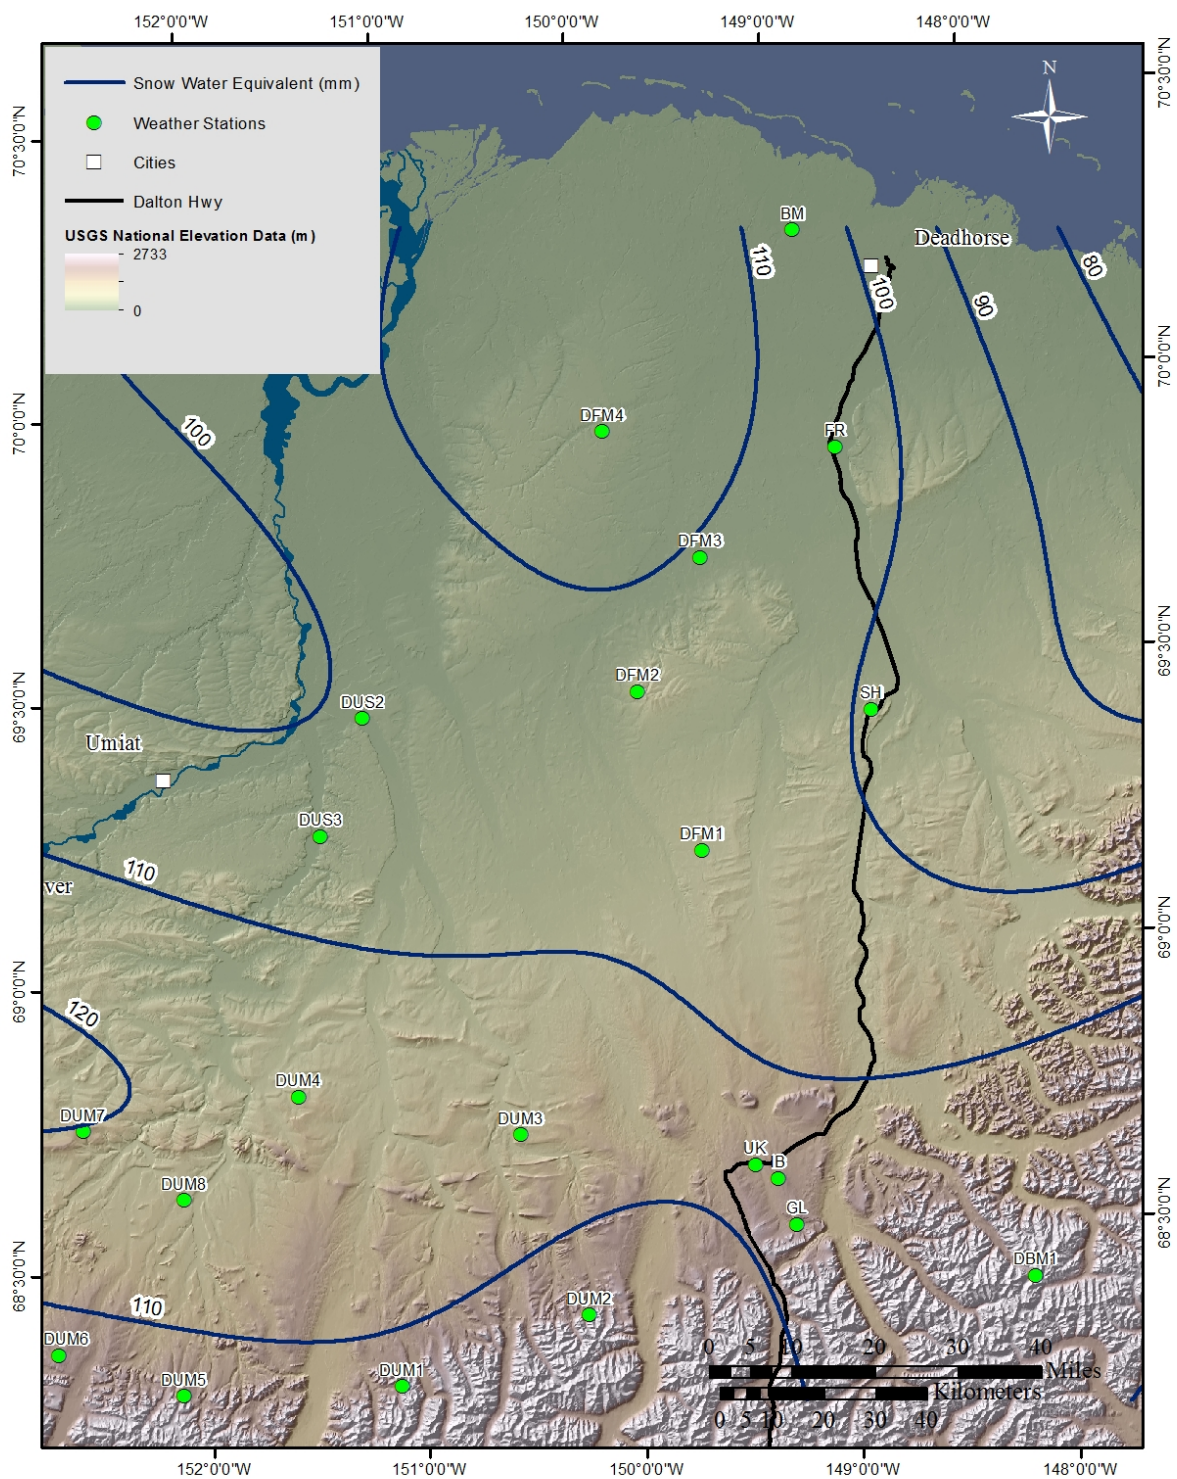 152°0'0"W 151°0'0"W 150°0'0"W 149°0'0"W 148°0'0"W
Snow Water Equivalent (mm)
Weather Stations
Cities
Dalton Hwy
USGS National Elevation Data (m)
2733
0
N
70°30'0"N
70°30'0"N
BM
Deadhorse
110
100
90
80
70°0'0"N
70°0'0"N
100
DFM4
FR
DFM3
69°30'0"N
69°30'0"N
DFM2
DUS2
SH
Umiat
DUS3
DFM1
110
ver
69°0'0"N
69°0'0"N
120
DUM4
DUM7
DUM3
UK
IB
DUM8
GL
68°30'0"N
68°30'0"N
DBM1
110
DUM2
DUM6
DUM5
DUM1
0 5 10 20 30 40
Miles
Kilometers
0 5 10 20 30 40
152°0'0"W 151°0'0"W 150°0'0"W 149°0'0"W 148°0'0"W